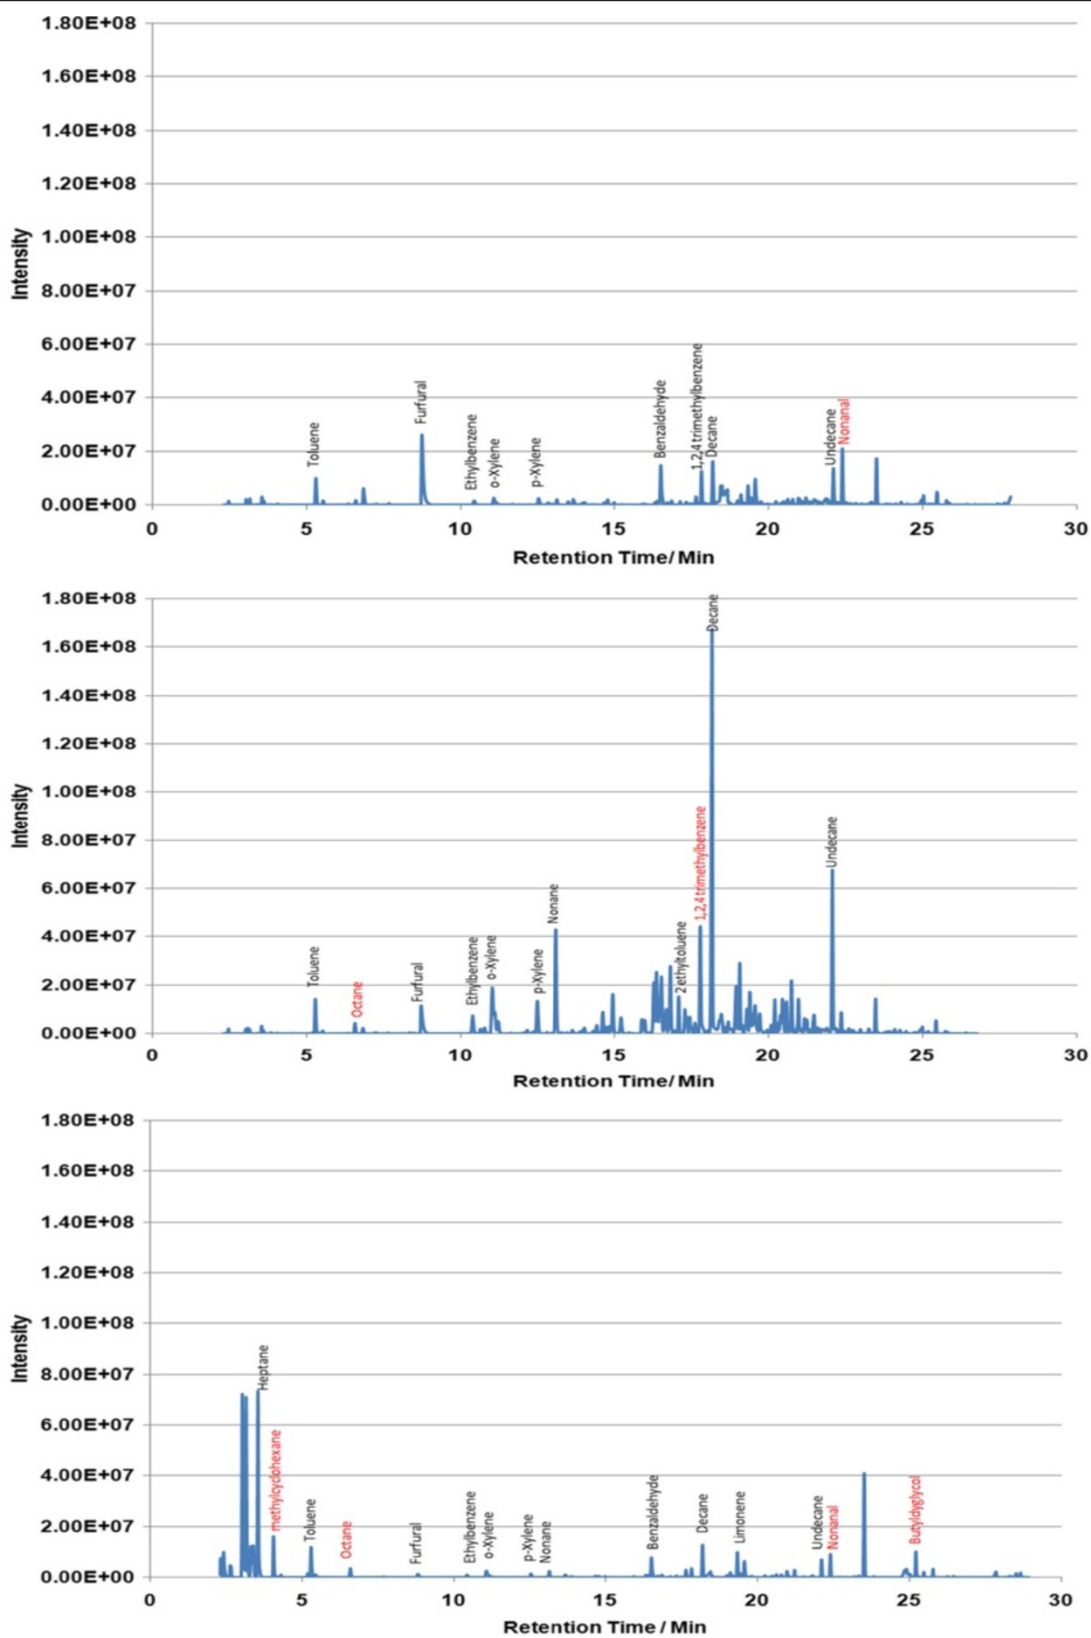 1.80E+08
1.60E+08
1.40E+08
1.20E+08
1.00E+08
8.00E+07
6.00E+07
4.00E+07
2.00E+07
0.00E+00
Intensity
Toluene
Furfural
Ethylbenzene
o-Xylene
p-Xylene
Benzaldehyde
1,2,4 trimethylbenzene
Decane
Undecane
Nonanal
0 5 10 15 20 25 30
Retention Time/ Min
1.80E+08
1.60E+08
1.40E+08
1.20E+08
1.00E+08
8.00E+07
6.00E+07
4.00E+07
2.00E+07
0.00E+00
Intensity
Toluene
Octane
Furfural
Ethylbenzene
o-Xylene
p-Xylene
Nonane
2 ethyltoluene
1,2,4 trimethylbenzene
Decane
Undecane
0 5 10 15 20 25 30
Retention Time/ Min
1.80E+08
1.60E+08
1.40E+08
1.20E+08
1.00E+08
8.00E+07
6.00E+07
4.00E+07
2.00E+07
0.00E+00
Intensity
Heptane
methylcyclohexane
Toluene
Octane
Furfural
Ethylbenzene
o-Xylene
p-Xylene
Nonane
Benzaldehyde
Decane
Limonene
Undecane
Nonanal
Butyldyglycol
0 5 10 15 20 25 30
Retention Time / Min